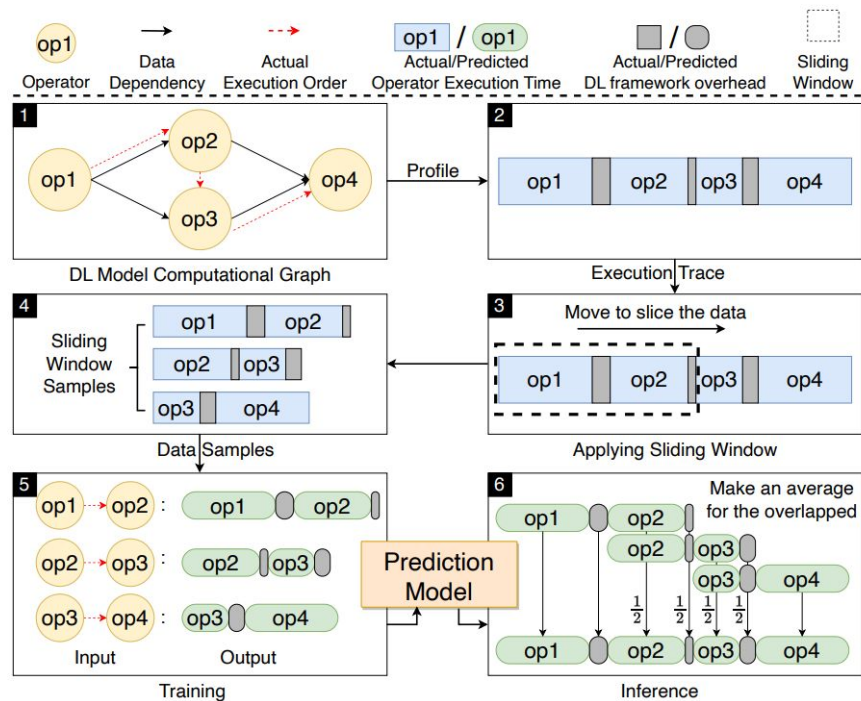 op1
Operator
Data
Dependency
Actual
Execution Order
op1 / op1
Actual/Predicted
Operator Execution Time
/
Actual/Predicted
DL framework overhead
Sliding
Window
1
op1
op2
op3
op4
DL Model Computational Graph
Profile
2
op1 op2 op3 op4
Execution Trace
4
Sliding
Window
Samples
op1 op2
op2 op3
op3 op4
Data Samples
3
Move to slice the data
op1 op2 op3 op4
Applying Sliding Window
5
op1 op2 : op1 op2
op2 op3 : op2 op3
op3 op4 : op3 op4
Input Output
Training
Prediction
Model
6
Make an average
for the overlapped
op1 op2
op2 op3
op3 op4
1/2 1/2 1/2 1/2
op1 op2 op3 op4
Inference